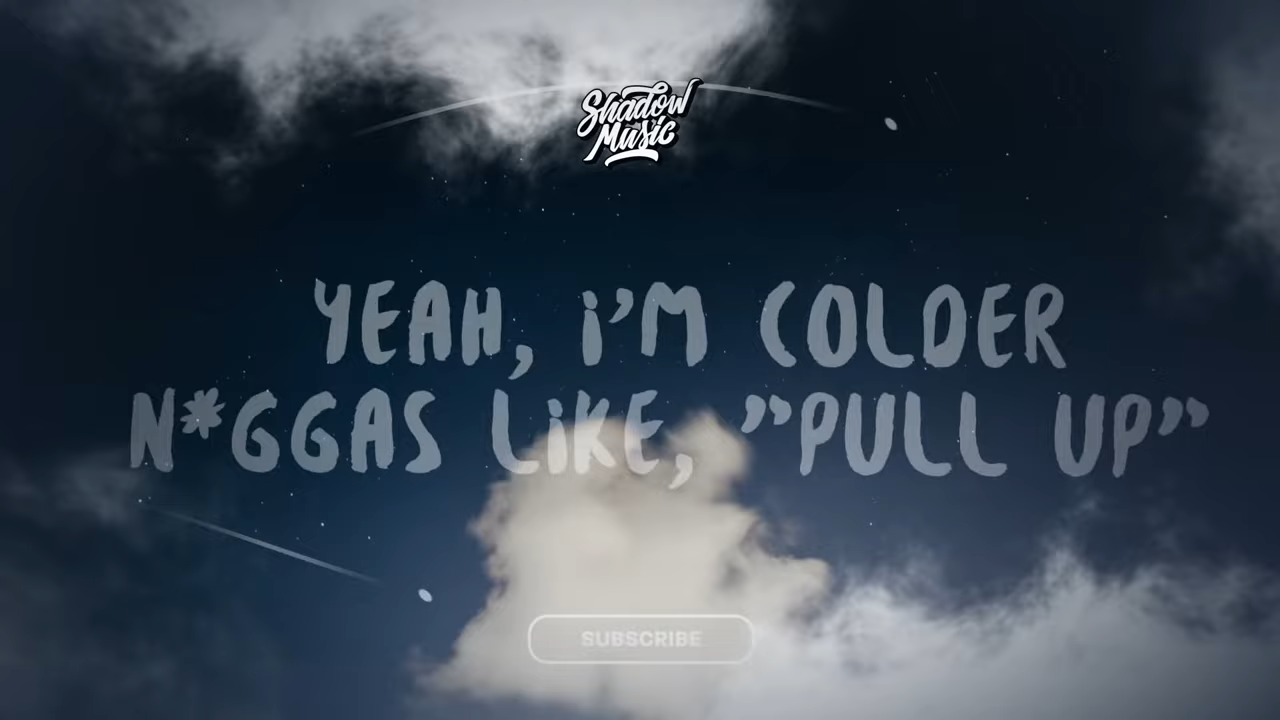 Shadow
Music
YEAH, i'M COLDER
N*GGAS LiKE, "PULL UP"
SUBSCRIBE